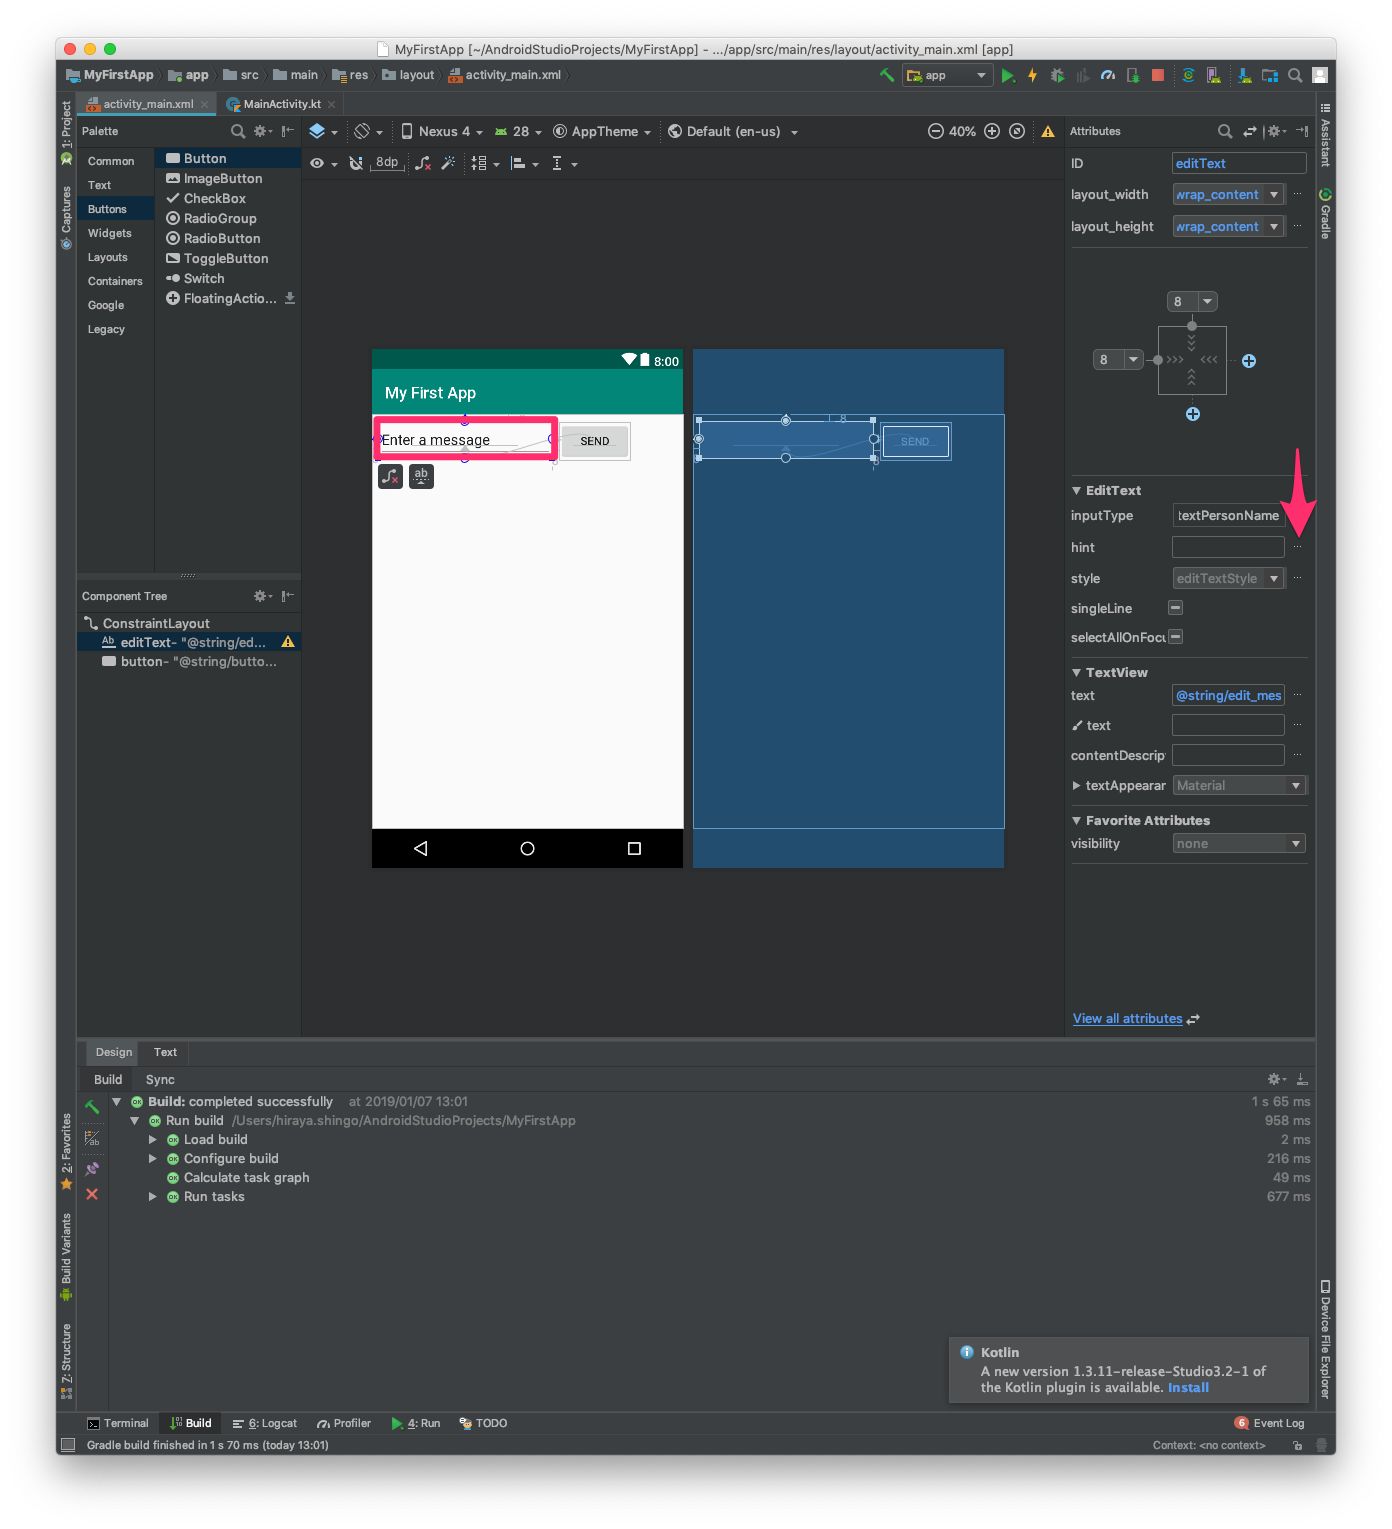 MyFirstApp [~/AndroidStudioProjects/MyFirstApp] - .../app/src/main/res/layout/activity_main.xml [app]
MyFirstApp app src main res layout activity_main.xml
app
activity_main.xml MainActivity.kt
1: Project
Captures
Palette
Nexus 4 28 AppTheme Default (en-us) 40%
8dp
Common
Text
Buttons
Widgets
Layouts
Containers
Google
Legacy
Button
ImageButton
CheckBox
RadioGroup
RadioButton
ToggleButton
Switch
FloatingActio...
Component Tree
ConstraintLayout
Ab editText- "@string/ed...
button- "@string/butto...
8:00
My First App
Enter a message
SEND
8
ab
8
SEND
8
Attributes
ID editText
layout_width wrap_content
layout_height wrap_content
8
8
EditText
inputType textPersonName
hint
style editTextStyle
singleLine
selectAllOnFocu
TextView
text @string/edit_mes
text
contentDescrip
textAppearar Material
Favorite Attributes
visibility none
View all attributes
Assistant
Gradle
Device File Explorer
Design Text
Build Sync
Build: completed successfully at 2019/01/07 13:01 1 s 65 ms
OK Run build /Users/hiraya.shingo/AndroidStudioProjects/MyFirstApp 958 ms
OK Load build 2 ms
OK Configure build 216 ms
OK Calculate task graph 49 ms
OK Run tasks 677 ms
2: Favorites
Build Variants
Z: Structure
Kotlin
A new version 1.3.11-release-Studio3.2-1 of
the Kotlin plugin is available. Install
Terminal Build 6: Logcat Profiler 4: Run TODO 6 Event Log
Gradle build finished in 1 s 70 ms (today 13:01) Context: <no context>